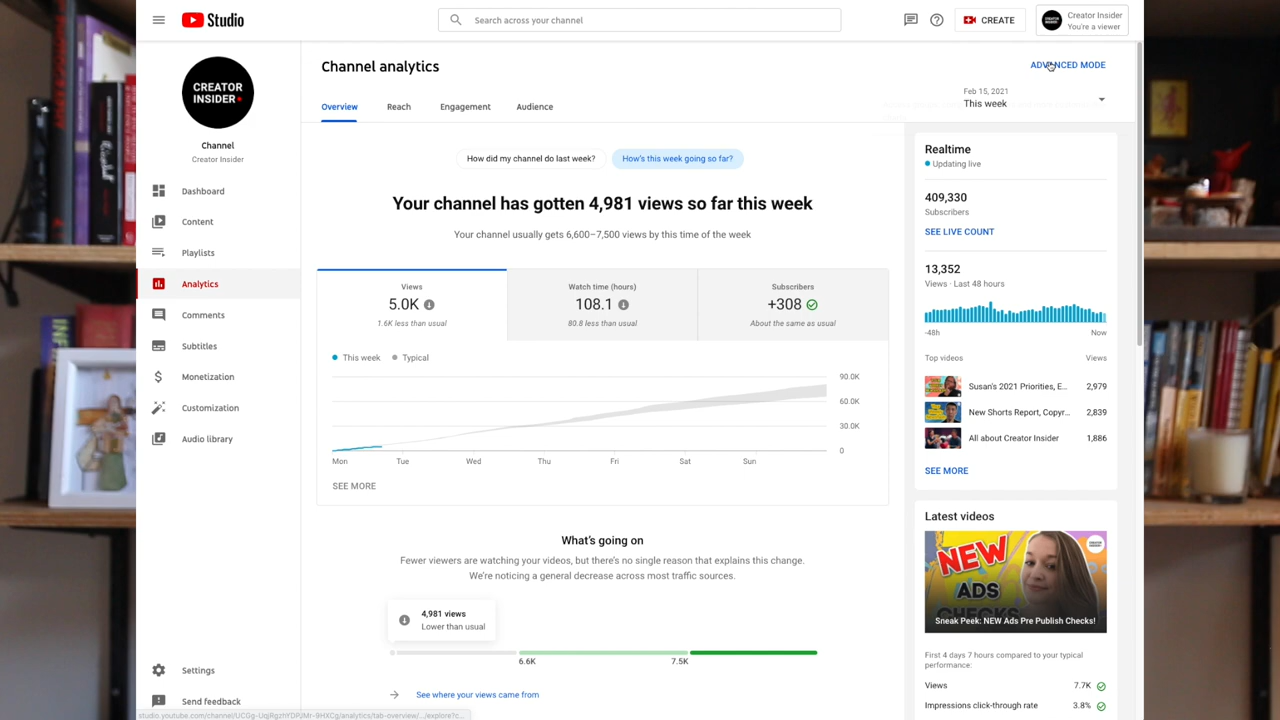 Studio
Search across your channel
CREATE
Creator Insider
You're a viewer
CREATOR
INSIDER
Channel
Creator Insider
Dashboard
Content
Playlists
Analytics
Comments
Subtitles
Monetization
Customization
Audio library
Settings
Send feedback
Channel analytics
ADVANCED MODE
Overview
Reach
Engagement
Audience
Feb 15, 2021
This week
How did my channel do last week?
How's this week going so far?
Your channel has gotten 4,981 views so far this week
Your channel usually gets 6,600–7,500 views by this time of the week
Views
5.0K
1.6K less than usual
Watch time (hours)
108.1
80.8 less than usual
Subscribers
+308
About the same as usual
This week
Typical
90.0K
60.0K
30.0K
0
Mon
Tue
Wed
Thu
Fri
Sat
Sun
SEE MORE
What's going on
Fewer viewers are watching your videos, but there's no single reason that explains this change.
We're noticing a general decrease across most traffic sources.
4,981 views
Lower than usual
6.6K
7.5K
See where your views came from
Realtime
Updating live
409,330
Subscribers
SEE LIVE COUNT
13,352
Views · Last 48 hours
-48h
Now
Top videos
Views
Susan's 2021 Priorities, E...
2,979
New Shorts Report, Copyr...
2,839
All about Creator Insider
1,886
SEE MORE
Latest videos
NEW
ADS
CHECKS
Sneak Peek: NEW Ads Pre Publish Checks!
First 4 days 7 hours compared to your typical
performance:
Views
7.7K
Impressions click-through rate
3.8%